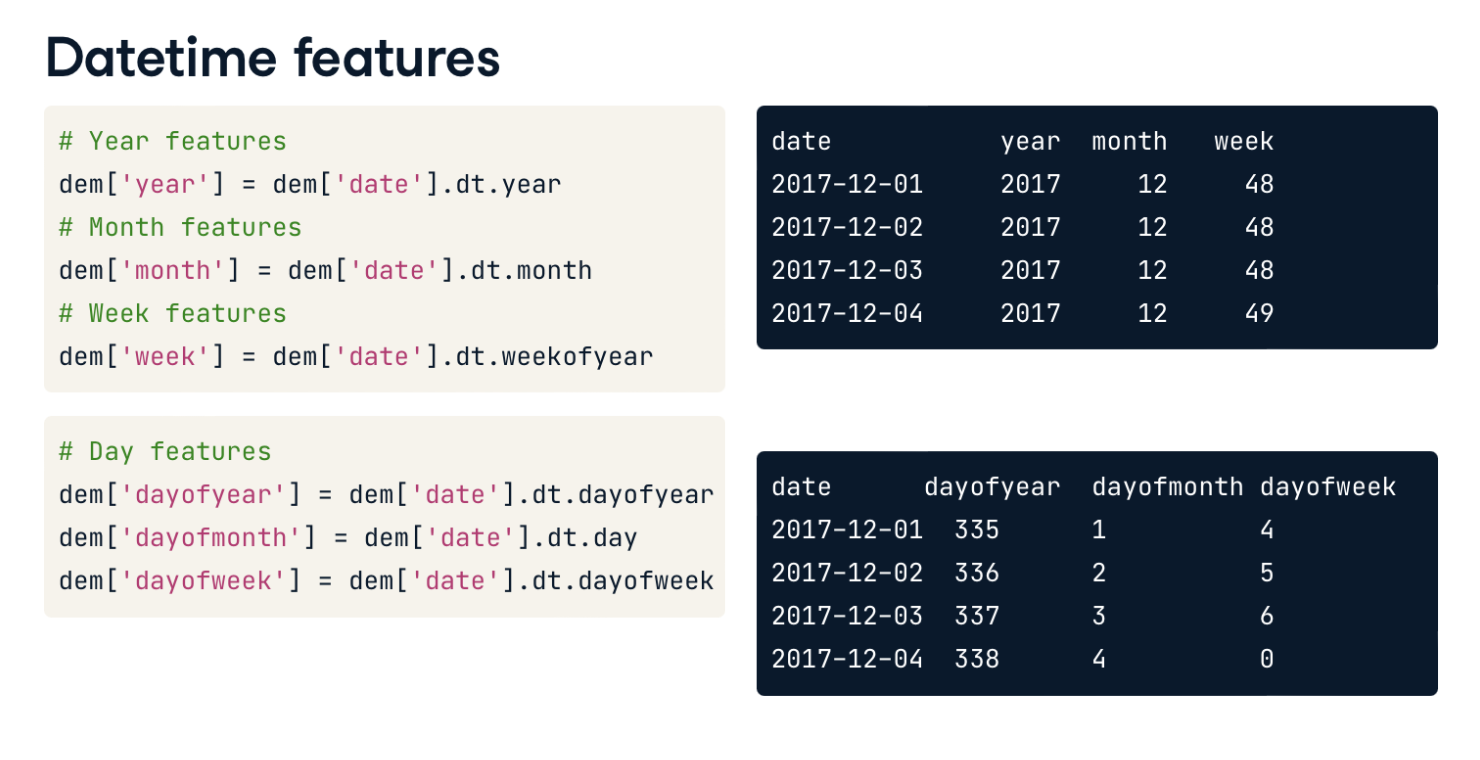 Datetime features
# Year features
dem['year'] = dem['date'].dt.year
# Month features
dem['month'] = dem['date'].dt.month
# Week features
dem['week'] = dem['date'].dt.weekofyear
date year month week
2017-12-01 2017 12 48
2017-12-02 2017 12 48
2017-12-03 2017 12 48
2017-12-04 2017 12 49
# Day features
dem['dayofyear'] = dem['date'].dt.dayofyear
dem['dayofmonth'] = dem['date'].dt.day
dem['dayofweek'] = dem['date'].dt.dayofweek
date dayofyear dayofmonth dayofweek
2017-12-01 335 1 4
2017-12-02 336 2 5
2017-12-03 337 3 6
2017-12-04 338 4 0